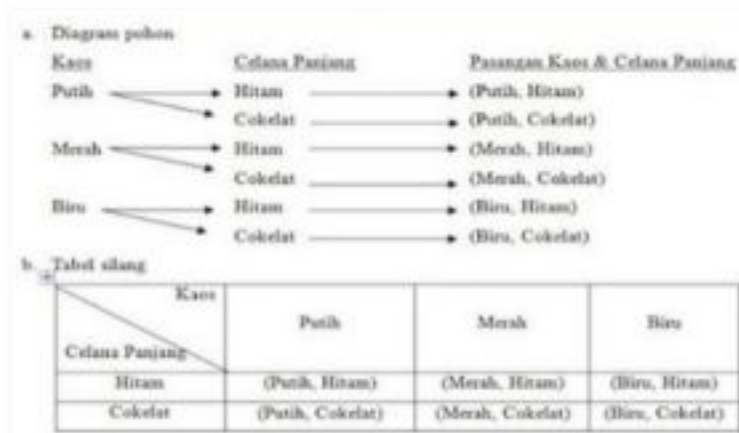 a. Diagram pohon
Kaos Celana Panjang Pasangan Kaos & Celana Panjang
Putih Hitam (Putih, Hitam)
Cokelat (Putih, Cokelat)
Merah Hitam (Merah, Hitam)
Cokelat (Merah, Cokelat)
Biru Hitam (Biru, Hitam)
Cokelat (Biru, Cokelat)
b. Tabel silang
Kaos
Celana Panjang
Putih Merah Biru
Hitam (Putih, Hitam) (Merah, Hitam) (Biru, Hitam)
Cokelat (Putih, Cokelat) (Merah, Cokelat) (Biru, Cokelat)